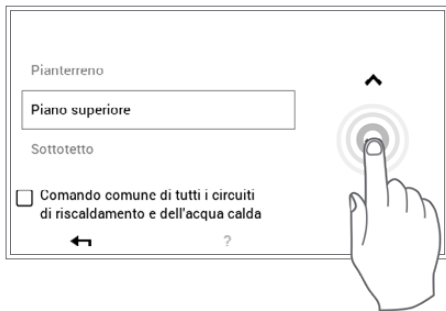 Pianterreno
Piano superiore
Sottotetto
Comando comune di tutti i circuiti
di riscaldamento e dell'acqua calda
?